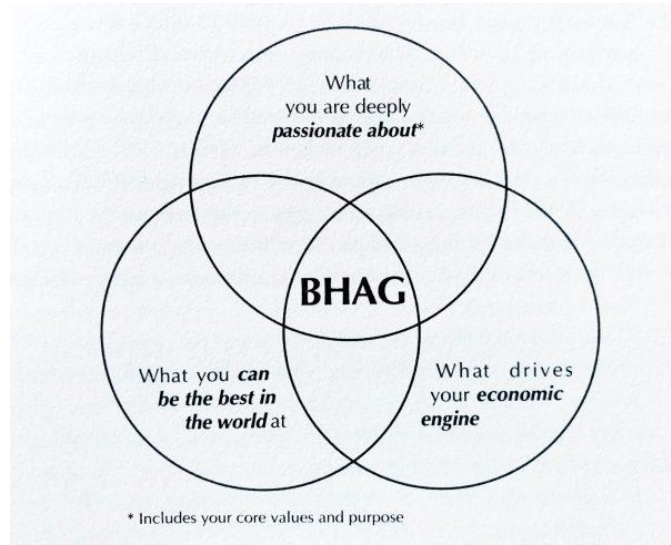 What
you are deeply
passionate about*
BHAG
What you can
be the best in
the world at
What drives
your economic
engine
* Includes your core values and purpose